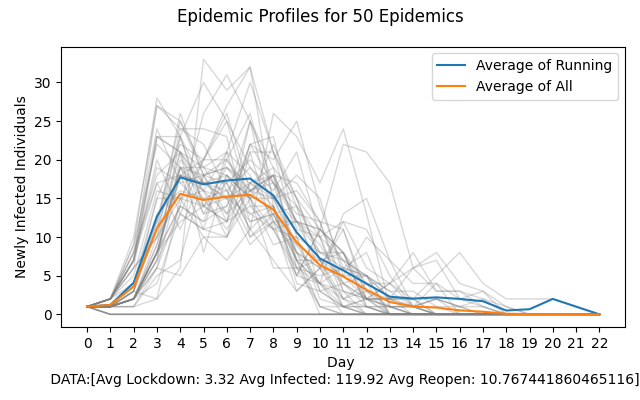 Epidemic Profiles for 50 Epidemics
Average of Running
Average of All
Newly Infected Individuals
30
25
20
15
10
5
0
0 1 2 3 4 5 6 7 8 9 10 11 12 13 14 15 16 17 18 19 20 21 22
Day
DATA:[Avg Lockdown: 3.32 Avg Infected: 119.92 Avg Reopen: 10.767441860465116]